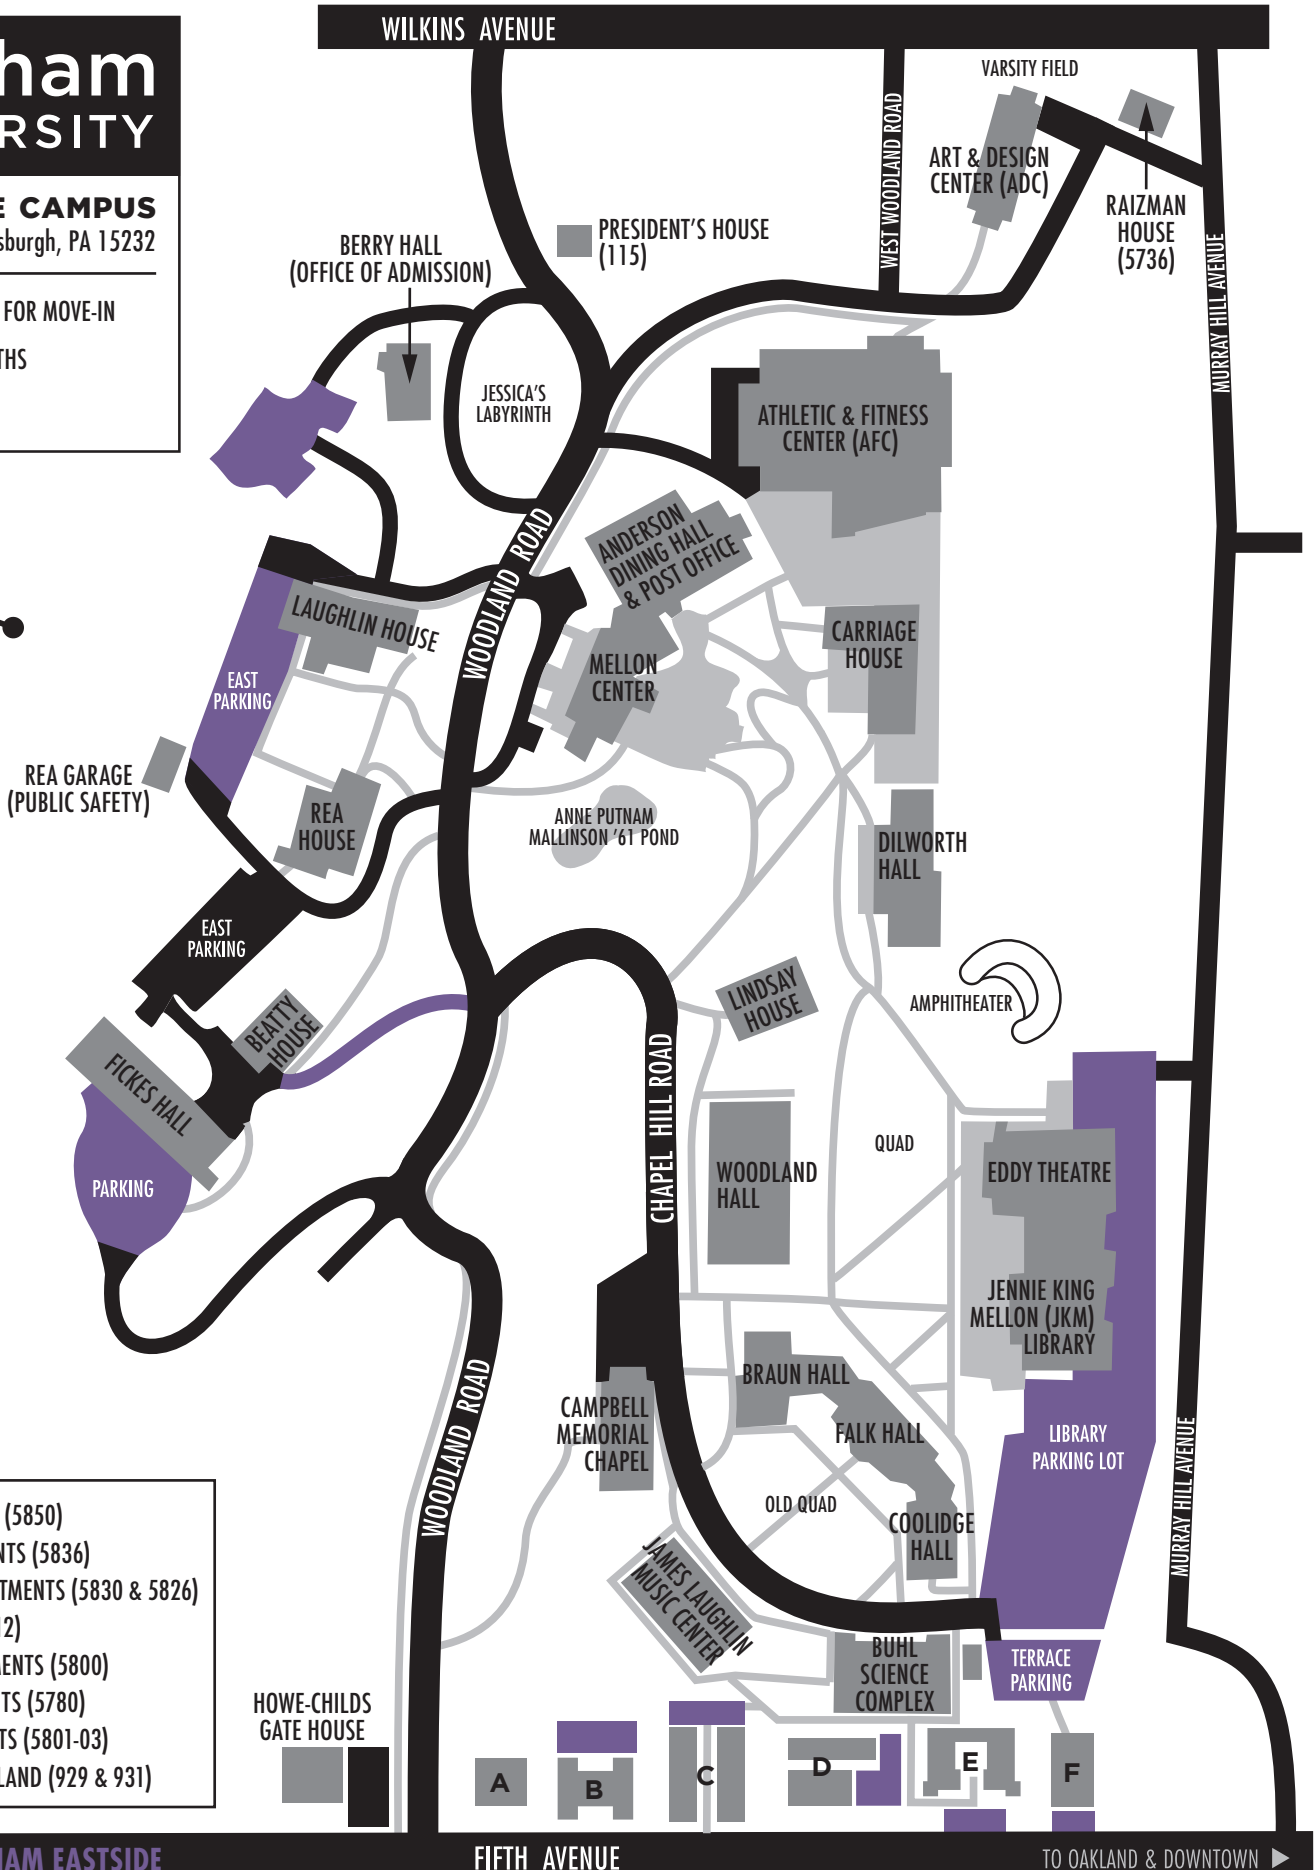 WILKINS AVENUE
ham
RSITY
E CAMPUS
sburgh, PA 15232
FOR MOVE-IN
THS
VARSITY FIELD
WEST WOODLAND ROAD
ART & DESIGN
CENTER (ADC)
RAIZMAN
HOUSE
(5736)
MURRAY HILL AVENUE
PRESIDENT'S HOUSE
(115)
BERRY HALL
(OFFICE OF ADMISSION)
JESSICA'S
LABYRINTH
ATHLETIC & FITNESS
CENTER (AFC)
WOODLAND ROAD
ANDERSON
DINING HALL
& POST OFFICE
LAUGHLIN HOUSE
MELLON
CENTER
CARRIAGE
HOUSE
EAST
PARKING
REA GARAGE
(PUBLIC SAFETY)
REA
HOUSE
ANNE PUTNAM
MALLINSON '61 POND
DILWORTH
HALL
EAST
PARKING
LINDSAY
HOUSE
AMPHITHEATER
BEATTY
HOUSE
FICKES HALL
PARKING
CHAPEL HILL ROAD
WOODLAND
HALL
QUAD
EDDY THEATRE
JENNIE KING
MELLON (JKM)
LIBRARY
BRAUN HALL
CAMPBELL
MEMORIAL
CHAPEL
FALK HALL
LIBRARY
PARKING LOT
WOODLAND ROAD
MURRAY HILL AVENUE
OLD QUAD
COOLIDGE
HALL
JAMES LAUGHLIN
MUSIC CENTER
BUHL
SCIENCE
COMPLEX
TERRACE
PARKING
(5850)
NTS (5836)
TMENTS (5830 & 5826)
12)
MENTS (5800)
TS (5780)
TS (5801-03)
LAND (929 & 931)
HOWE-CHILDS
GATE HOUSE
A
B
C
D
E
F
HAM EASTSIDE
FIFTH AVENUE
TO OAKLAND & DOWNTOWN